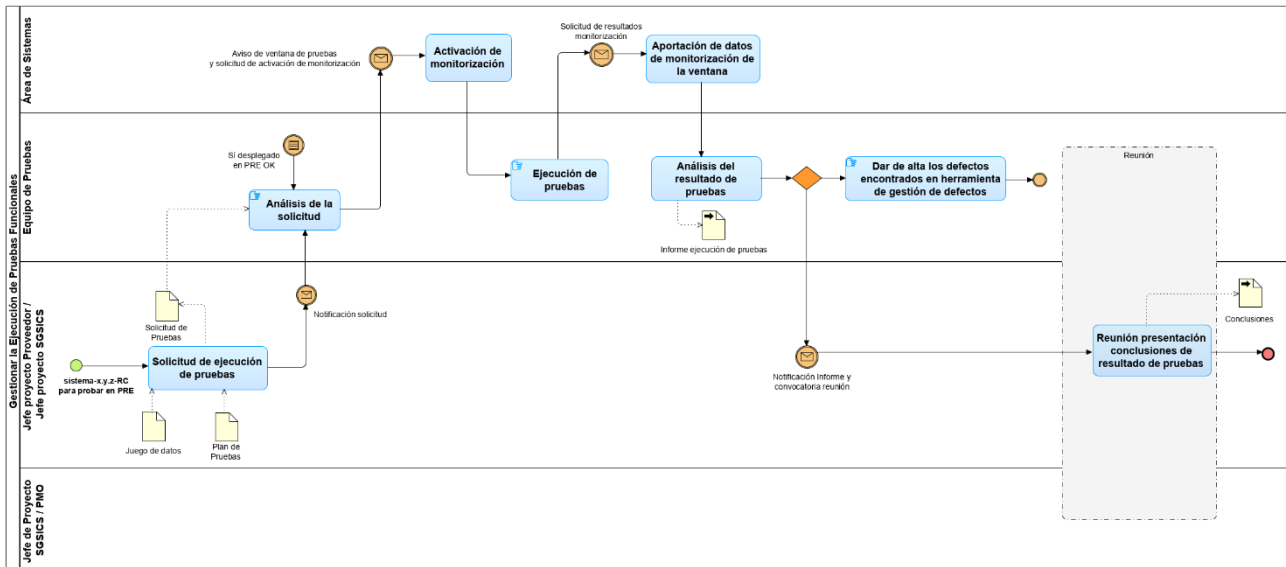 Gestionar la Ejecución de Pruebas Funcionales
Área de Sistemas
Aviso de ventana de pruebas
y solicitud de activación de monitorización
Activación de
monitorización
Solicitud de resultados
monitorización
Aportación de datos
de monitorización de
la ventana
Equipo de Pruebas
Sí desplegado
en PRE OK
Análisis de la
solicitud
Ejecución de
pruebas
Análisis del
resultado de
pruebas
Informe ejecución de pruebas
Dar de alta los defectos
encontrados en herramienta
de gestión de defectos
Reunión
Jefe proyecto Proveedor /
Jefe proyecto SGSICS
Solicitud de
Pruebas
Notificación solicitud
sistema-x.y.z-RC
para probar en PRE
Solicitud de ejecución
de pruebas
Juego de datos
Plan de
Pruebas
Notificación Informe y
convocatoria reunión
Reunión presentación
conclusiones de
resultado de pruebas
Conclusiones
Jefe de Proyecto
SGSICS / PMO